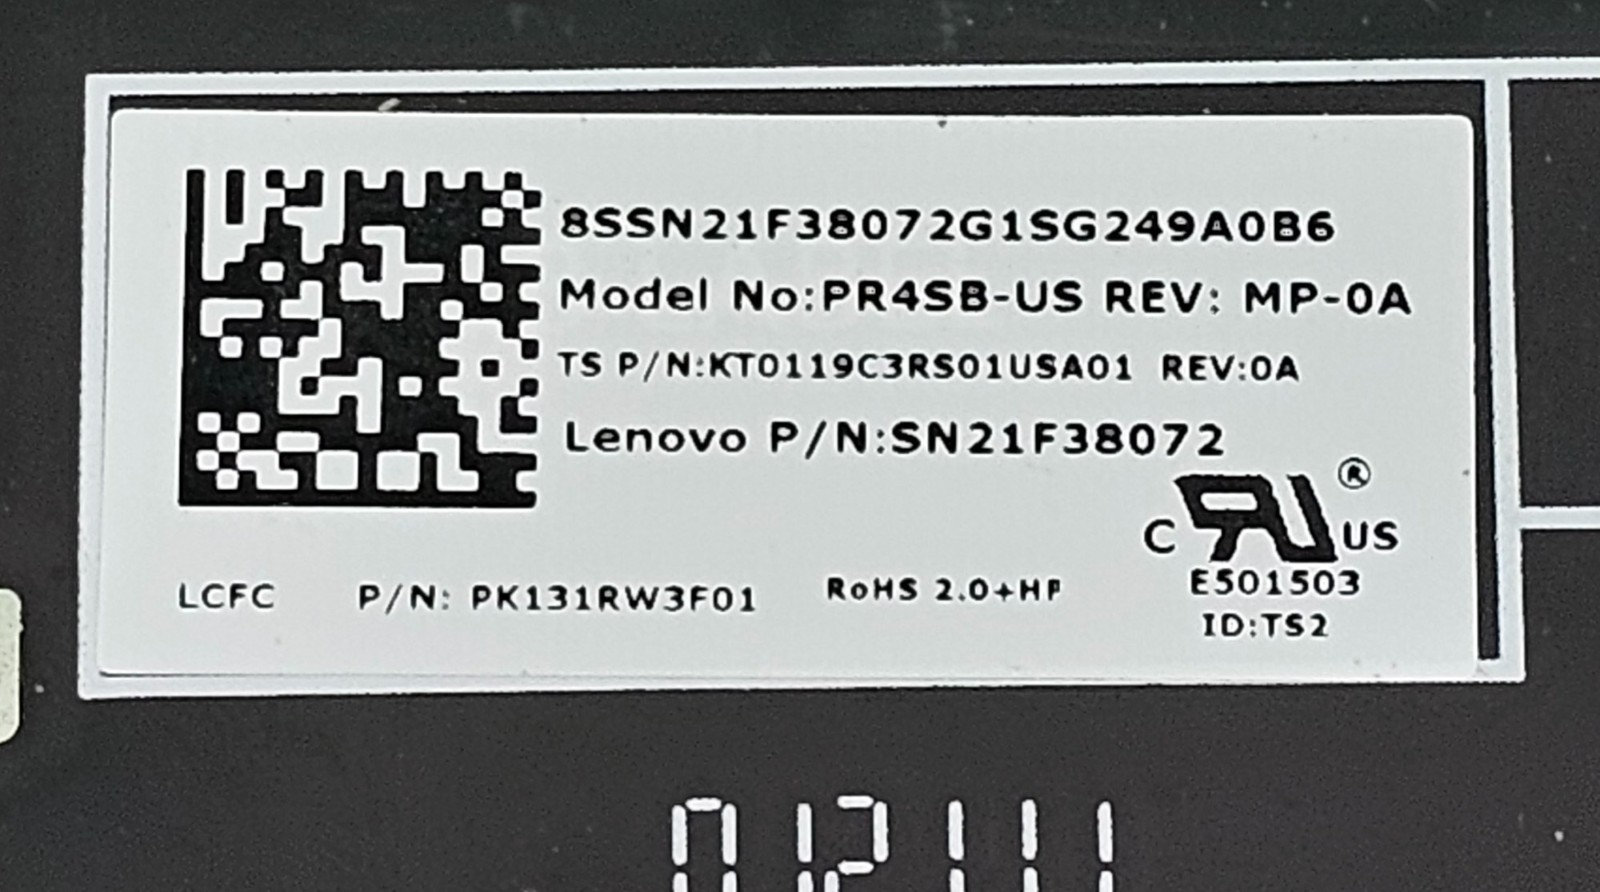 8SSN21F38072G1SG249A0B6
Model No:PR4SB-US REV: MP-0A
TS P/N:KT0119C3RS01USA01 REV:0A
Lenovo P/N:SN21F38072
®
C RU US
E501503
ID:TS2
LCFC P/N: PK131RW3F01 RoHS 2.0+HF